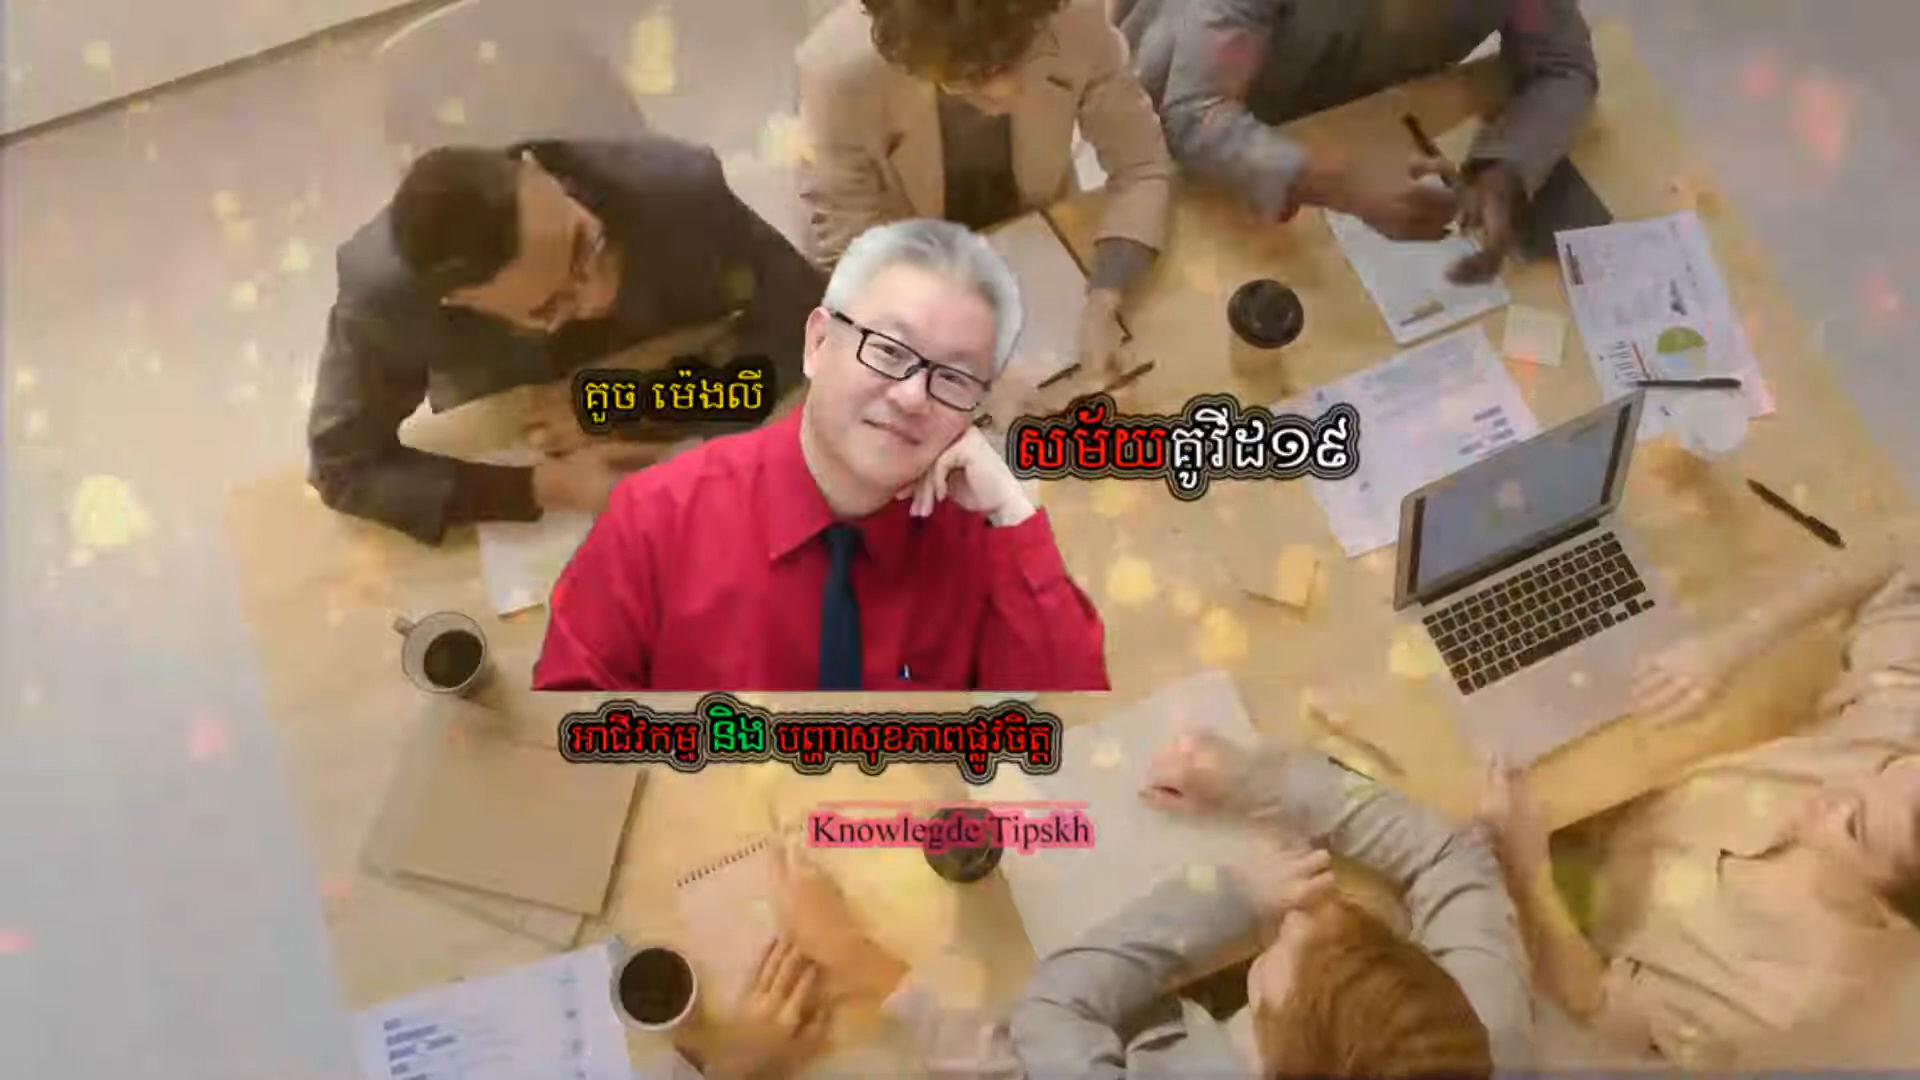 គួច ម៉េងលី
សម័យគូវីដ១៩
អាជីវកម្ម និង បញ្ហាសុខភាពផ្លូវចិត្ត
Knowlegde Tipskh